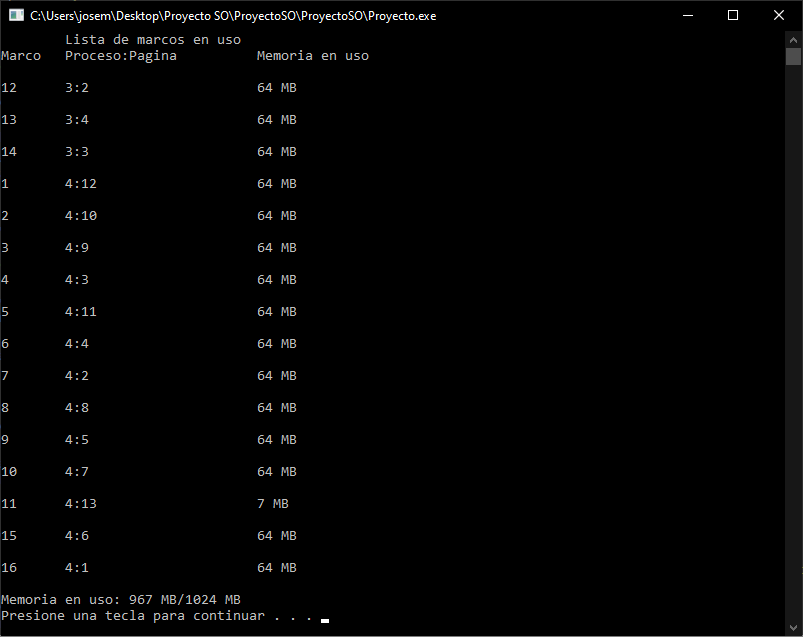 C:\Users\josem\Desktop\Proyecto SO\ProyectoSO\ProyectoSO\Proyecto.exe
Lista de marcos en uso
Marco Proceso:Pagina Memoria en uso
12 3:2 64 MB
13 3:4 64 MB
14 3:3 64 MB
1 4:12 64 MB
2 4:10 64 MB
3 4:9 64 MB
4 4:3 64 MB
5 4:11 64 MB
6 4:4 64 MB
7 4:2 64 MB
8 4:8 64 MB
9 4:5 64 MB
10 4:7 64 MB
11 4:13 7 MB
15 4:6 64 MB
16 4:1 64 MB
Memoria en uso: 967 MB/1024 MB
Presione una tecla para continuar . . .